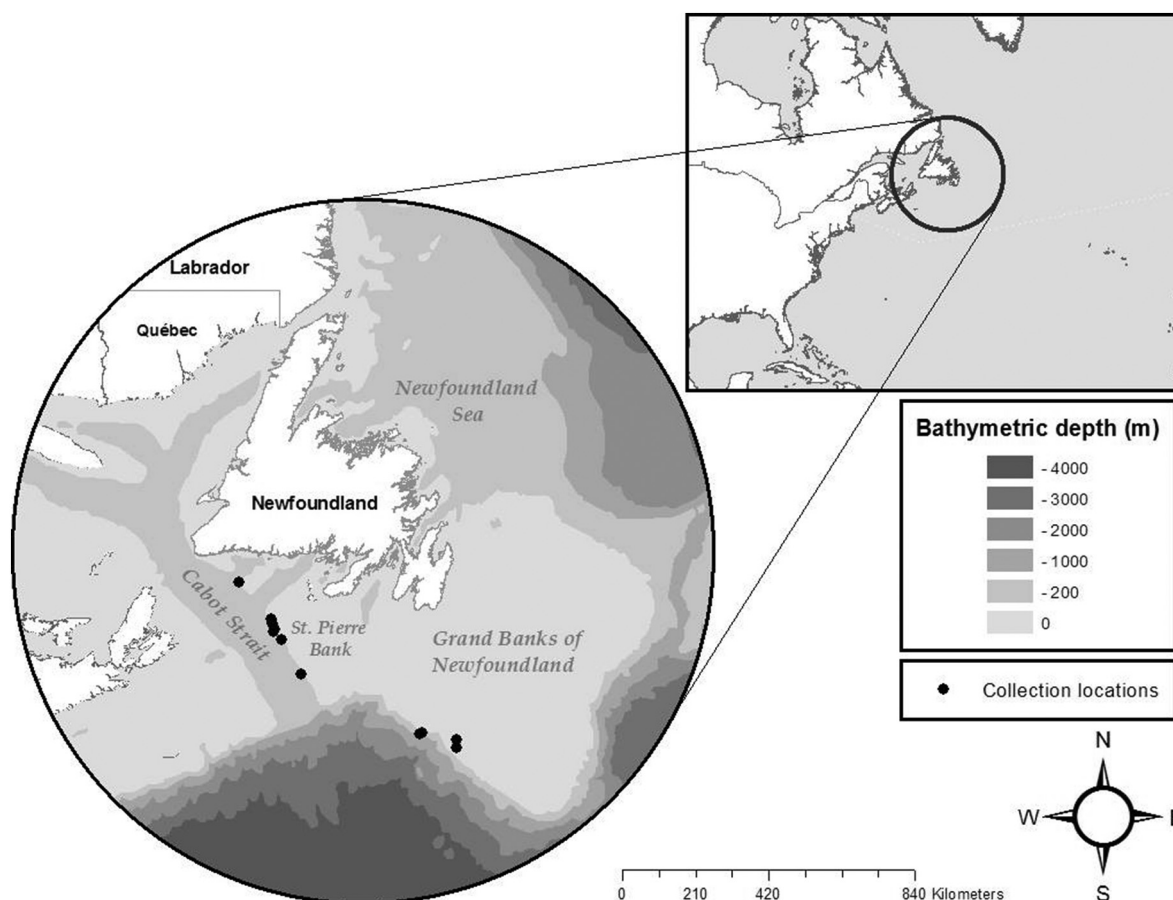 Labrador
Québec
Newfoundland
Sea
Newfoundland
Cabot Strait
St. Pierre
Bank
Grand Banks of
Newfoundland
Bathymetric depth (m)
- 4000
- 3000
- 2000
- 1000
- 200
0
Collection locations
N
W
S
0 210 420 840 Kilometers